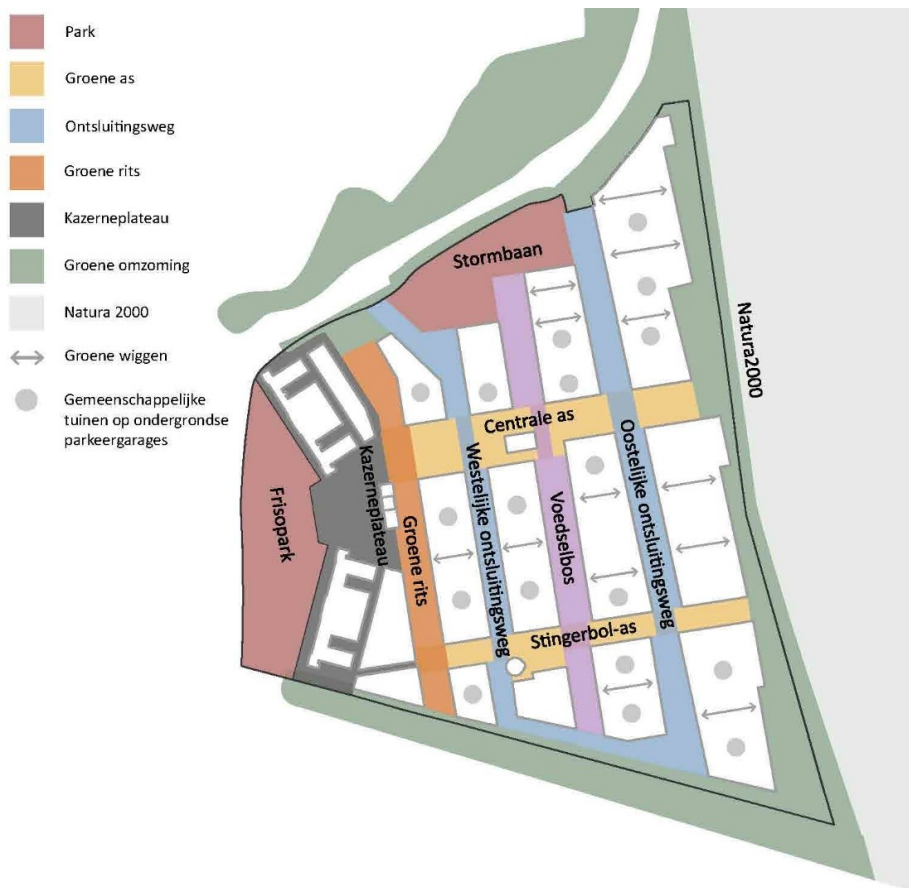 Park
Groene as
Ontsluitingsweg
Groene rits
Kazerneplateau
Groene omzoming
Natura 2000
Groene wiggen
Gemeenschappelijke
tuinen op ondergrondse
parkeergarages
Stormbaan
Natura2000
Centrale as
Kazerneplateau
Frisopark
Groene rits
Westelijke ontsluitingsweg
Voedselbos
Oostelijke ontsluitingsweg
Stingerbol-as